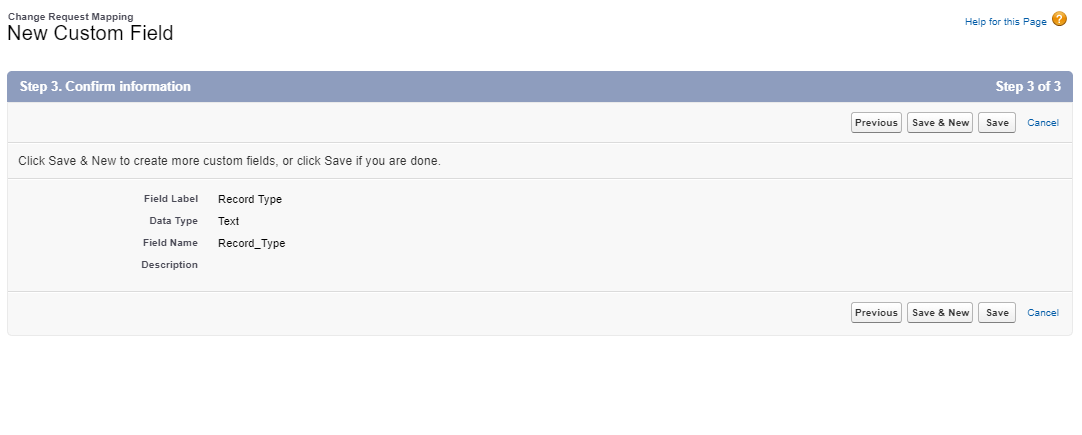 Change Request Mapping
New Custom Field
Help for this Page ?
Step 3. Confirm information Step 3 of 3
Previous Save & New Save Cancel
Click Save & New to create more custom fields, or click Save if you are done.
Field Label Record Type
Data Type Text
Field Name Record_Type
Description
Previous Save & New Save Cancel